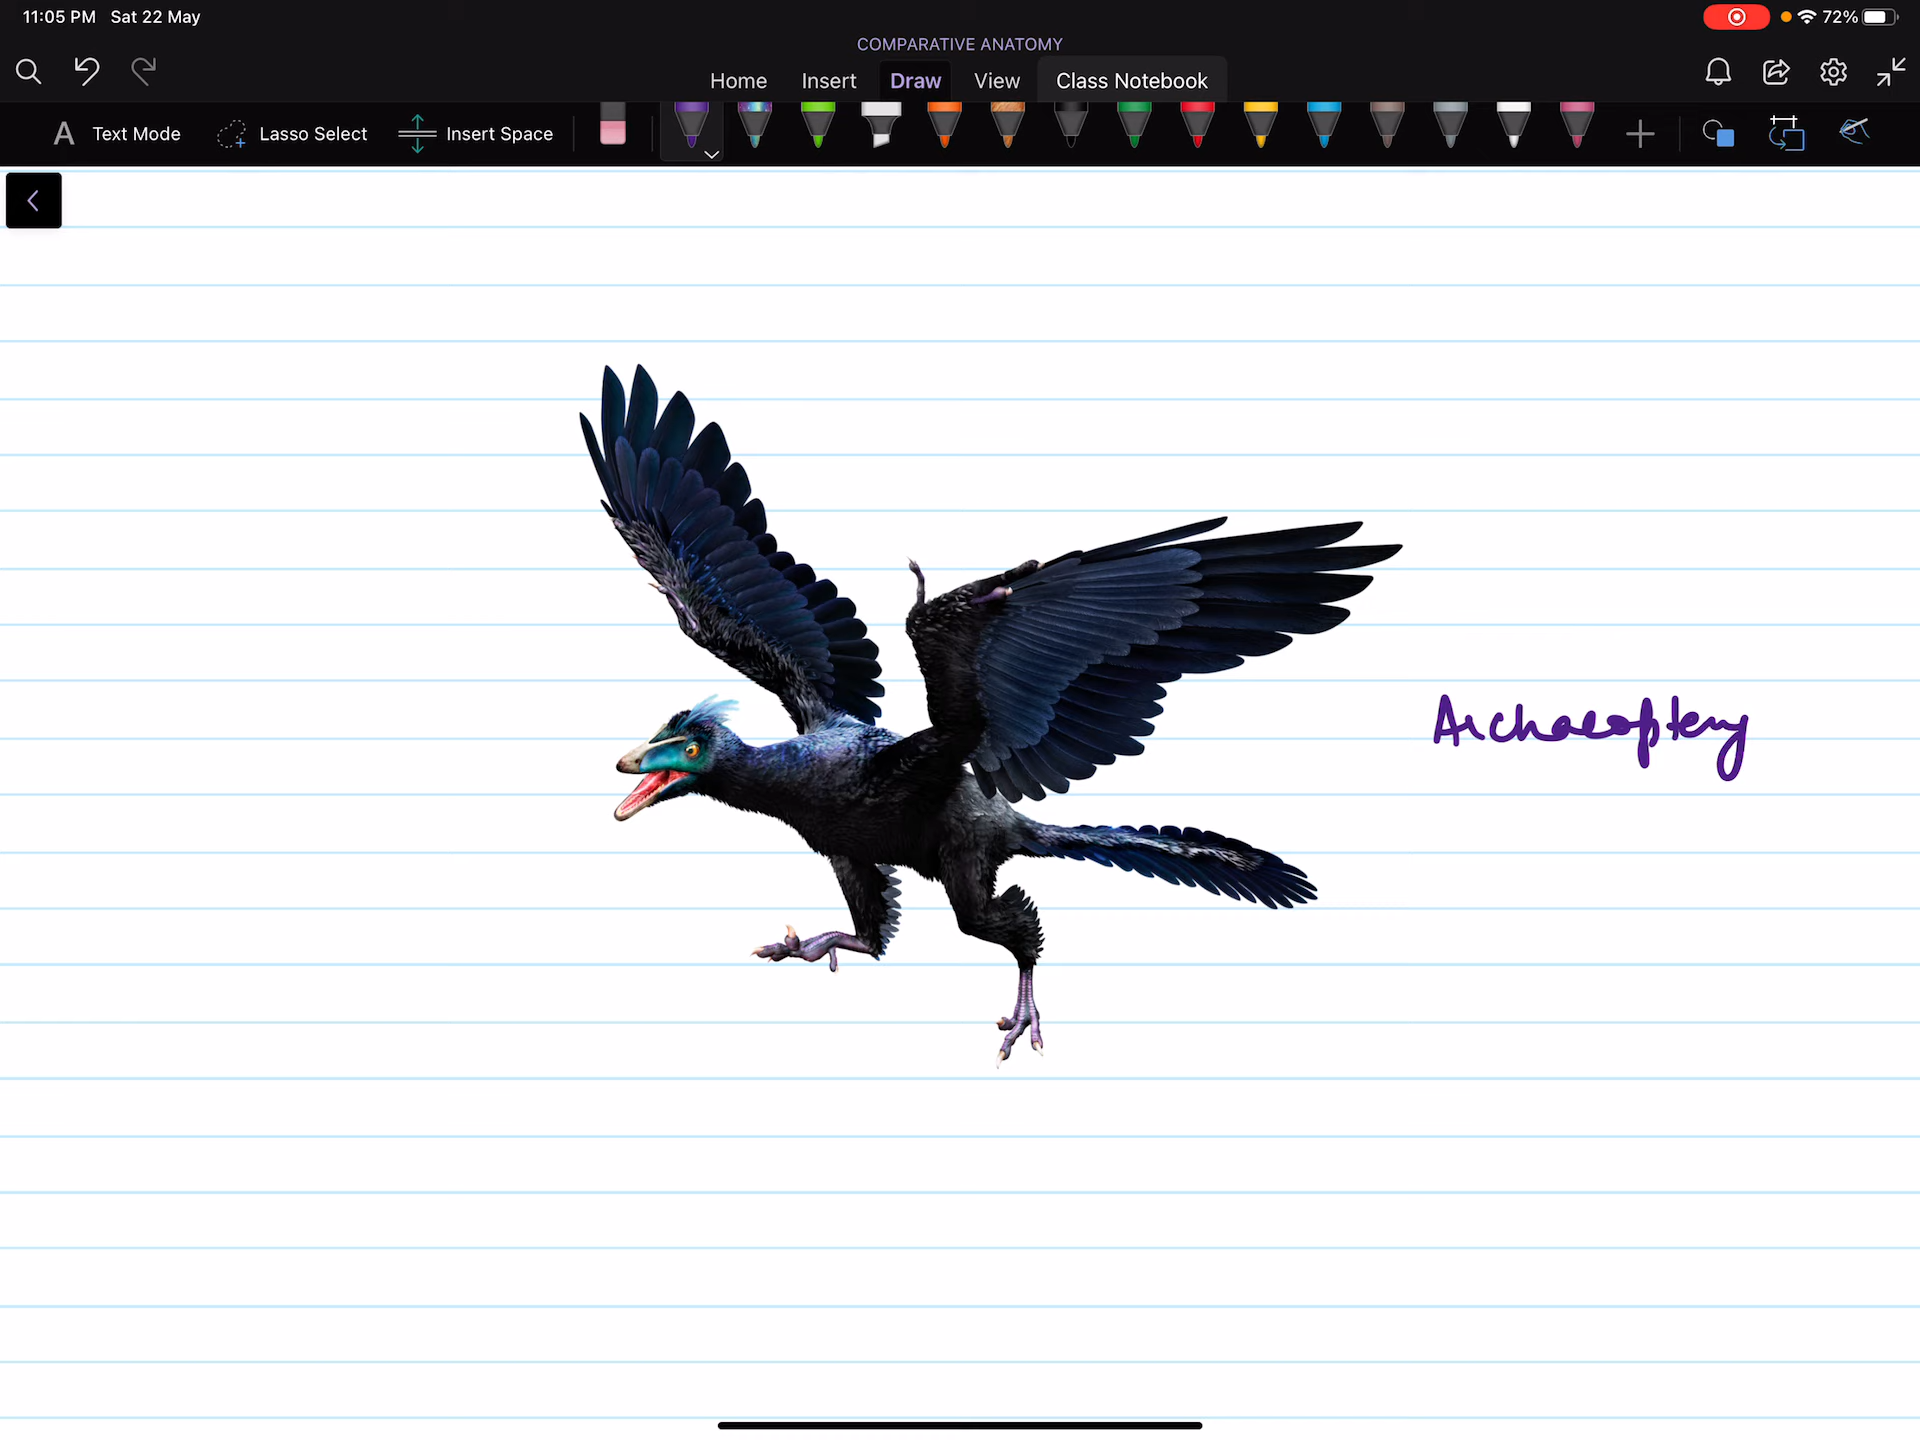 11:05 PM Sat 22 May
72%
COMPARATIVE ANATOMY
Home Insert Draw View Class Notebook
A Text Mode Lasso Select Insert Space
Archaeoptery